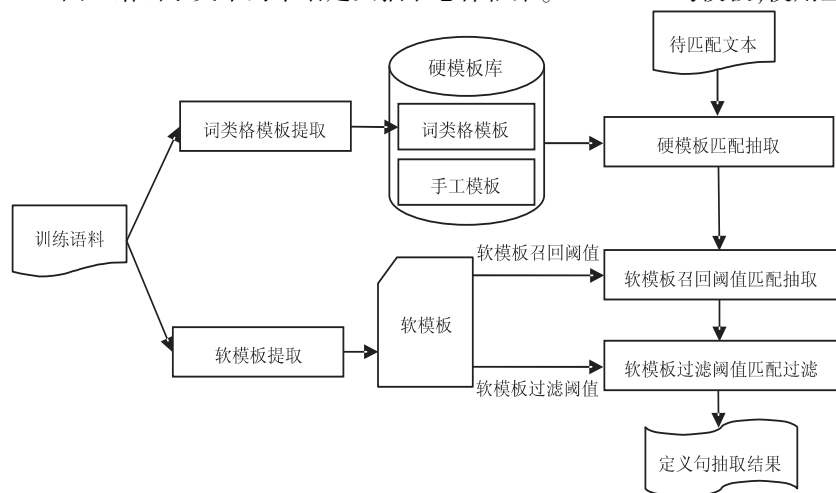 待匹配文本
硬模板库
词类格模板提取
词类格模板
硬模板匹配抽取
手工模板
训练语料
软模板召回阈值
软模板
软模板召回阈值匹配抽取
软模板提取
软模板过滤阈值匹配过滤
软模板过滤阈值
定义句抽取结果